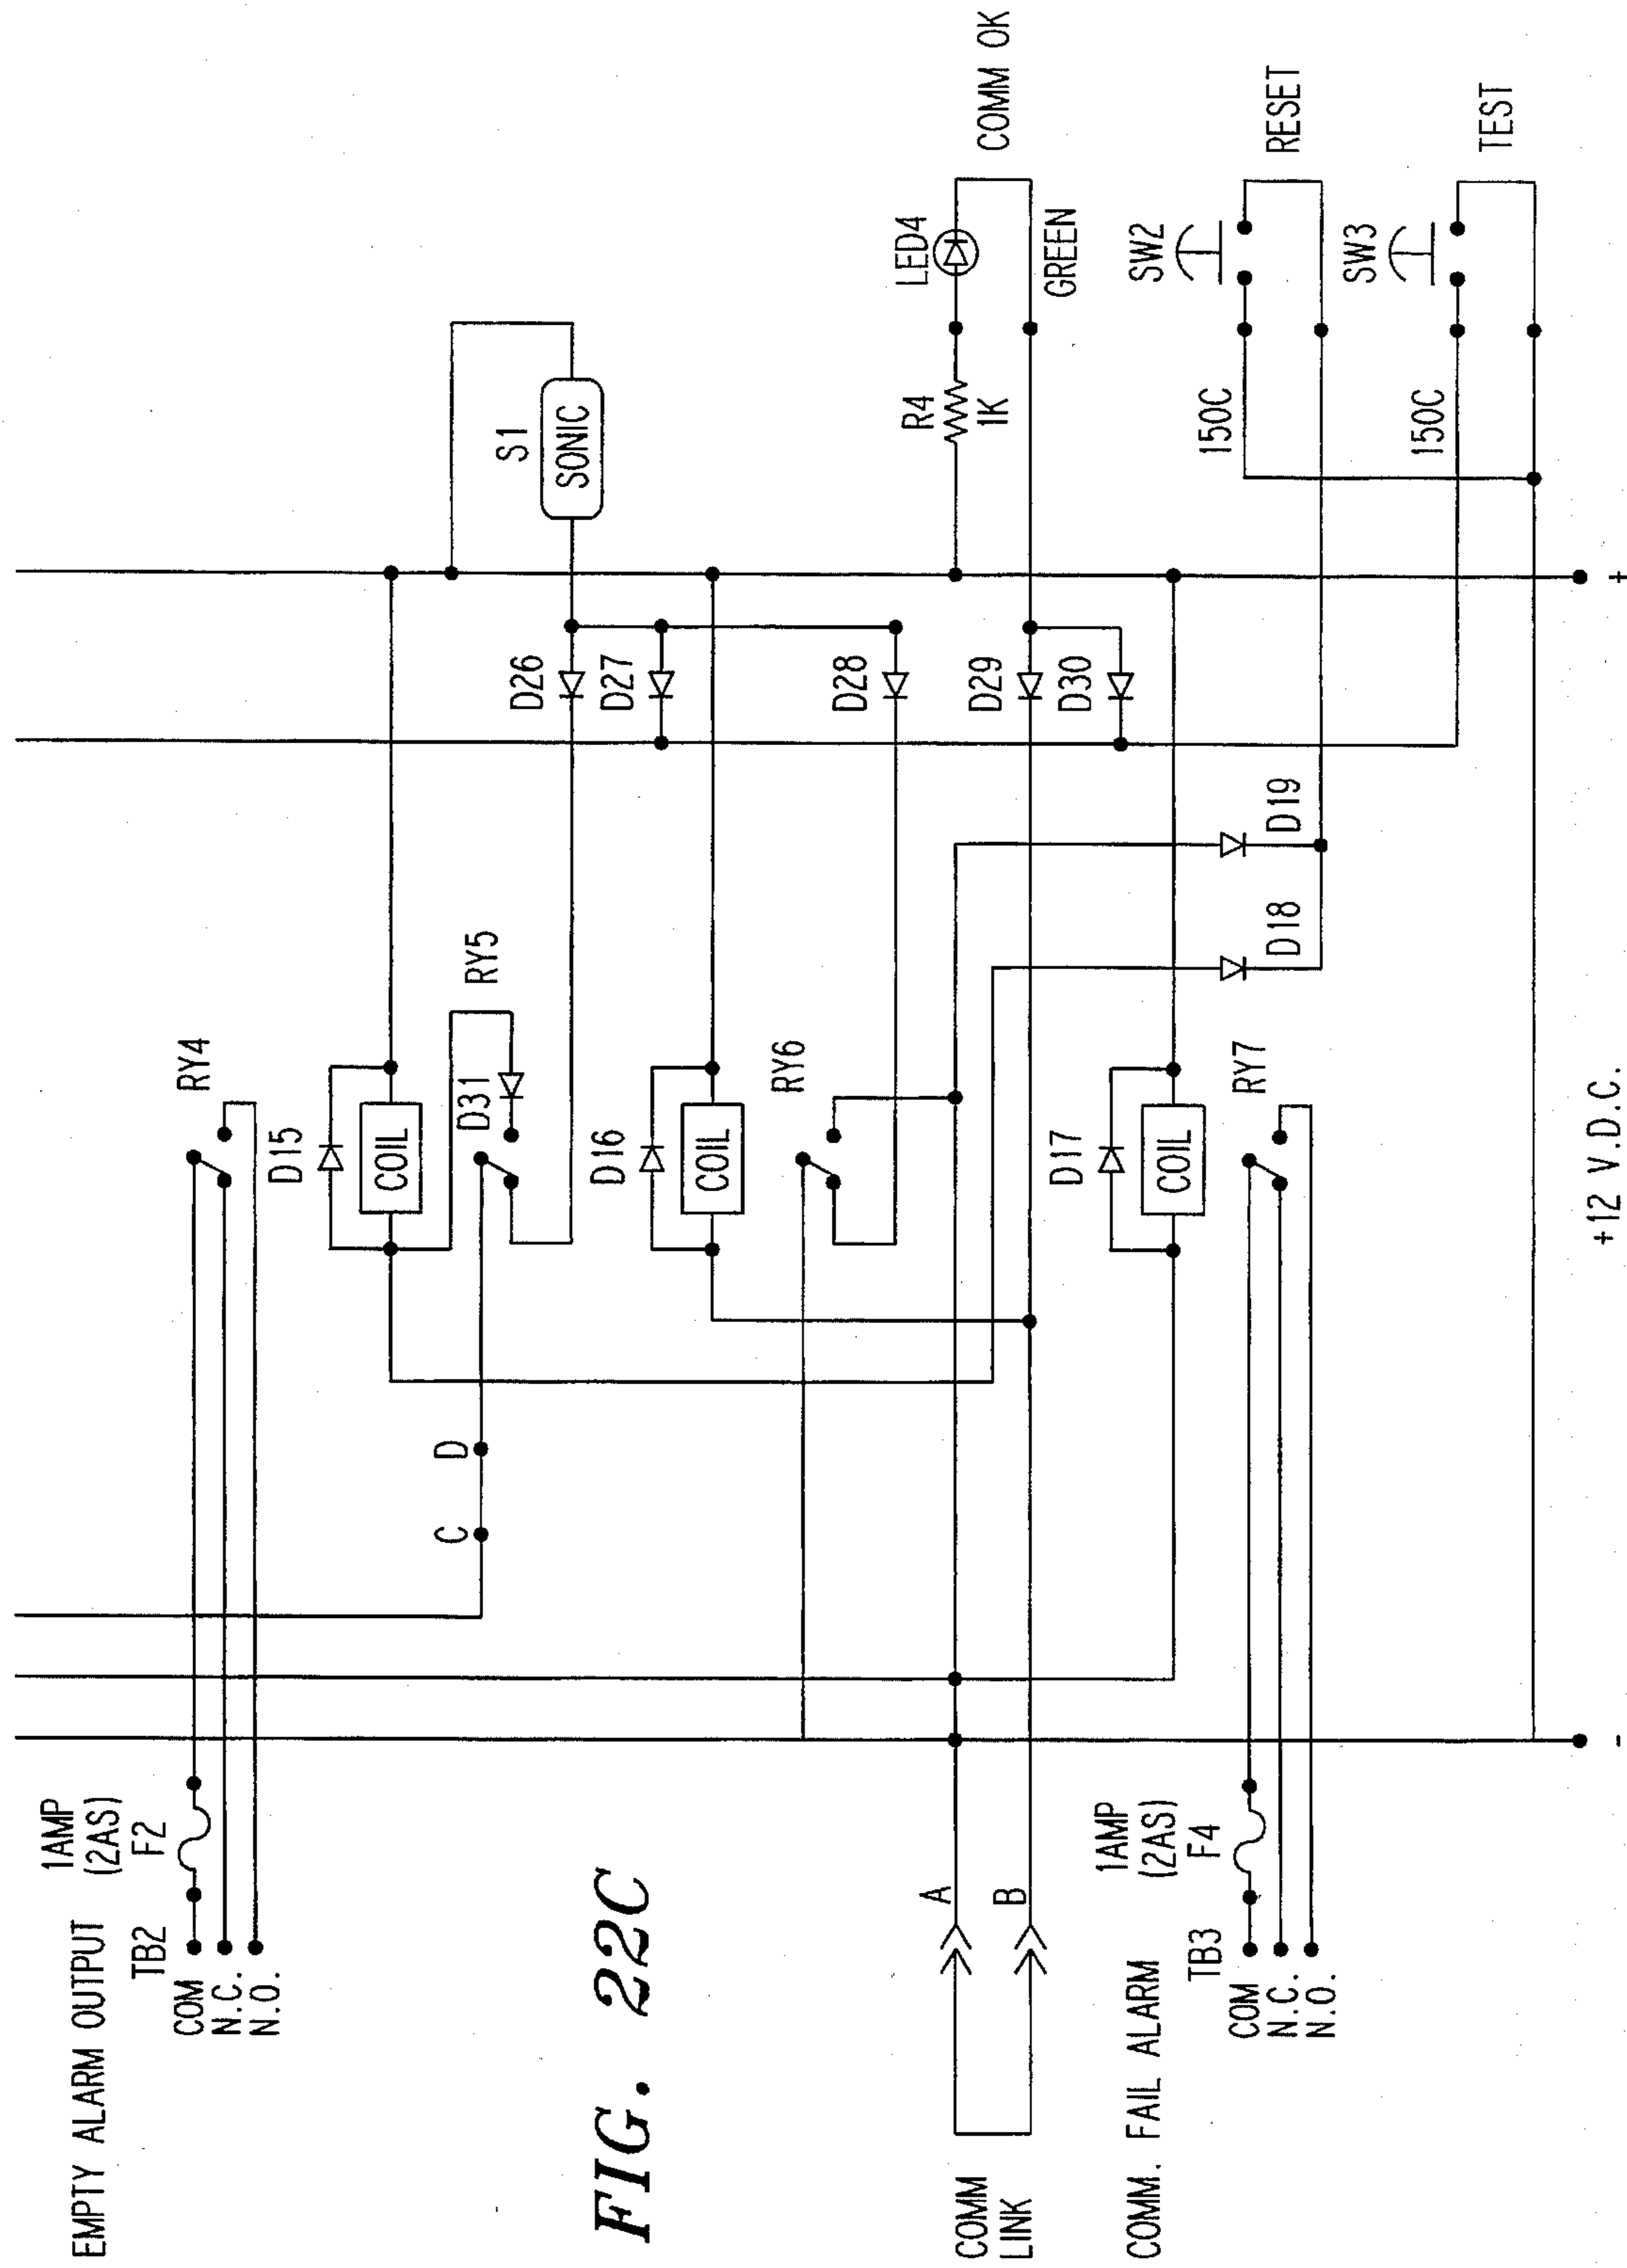 EMPTY ALARM OUTPUT
1AMP
(2AS)
TB2 F2
COM
N.C.
N.O.
RY4
D15
COIL
C D
D31
RY5
S1
SONIC
D26
D27
D16
COIL
RY6
D28
FIG. 22C
COMM
LINK
A
B
R4
1K
LED4
COMM OK
D29
GREEN
D30
COMM. FAIL ALARM
1AMP
(2AS)
TB3 F4
COM
N.C.
N.O.
D17
COIL
RY7
D18
D19
150C
SW2
RESET
150C
SW3
TEST
- +12 V.D.C. +